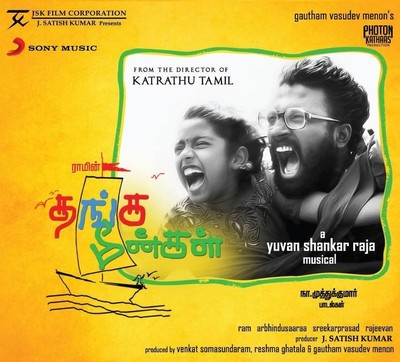 JSK FILM CORPORATION
J. SATISH KUMAR Presents
SONY MUSIC
gautham vasudev menon's
PHOTON
KATHAAS
PRODUCTION
FROM THE DIRECTOR OF
KATRATHU TAMIL
ராமின்
தங்க
மீன்கள்
a
yuvan shankar raja
musical
நா.முத்துக்குமார்
பாடல்கள்
ram arbhindusaaraa sreekarprasad rajeevan
producer J. SATISH KUMAR
produced by venkat somasundaram, reshma ghatala & gautham vasudev menon